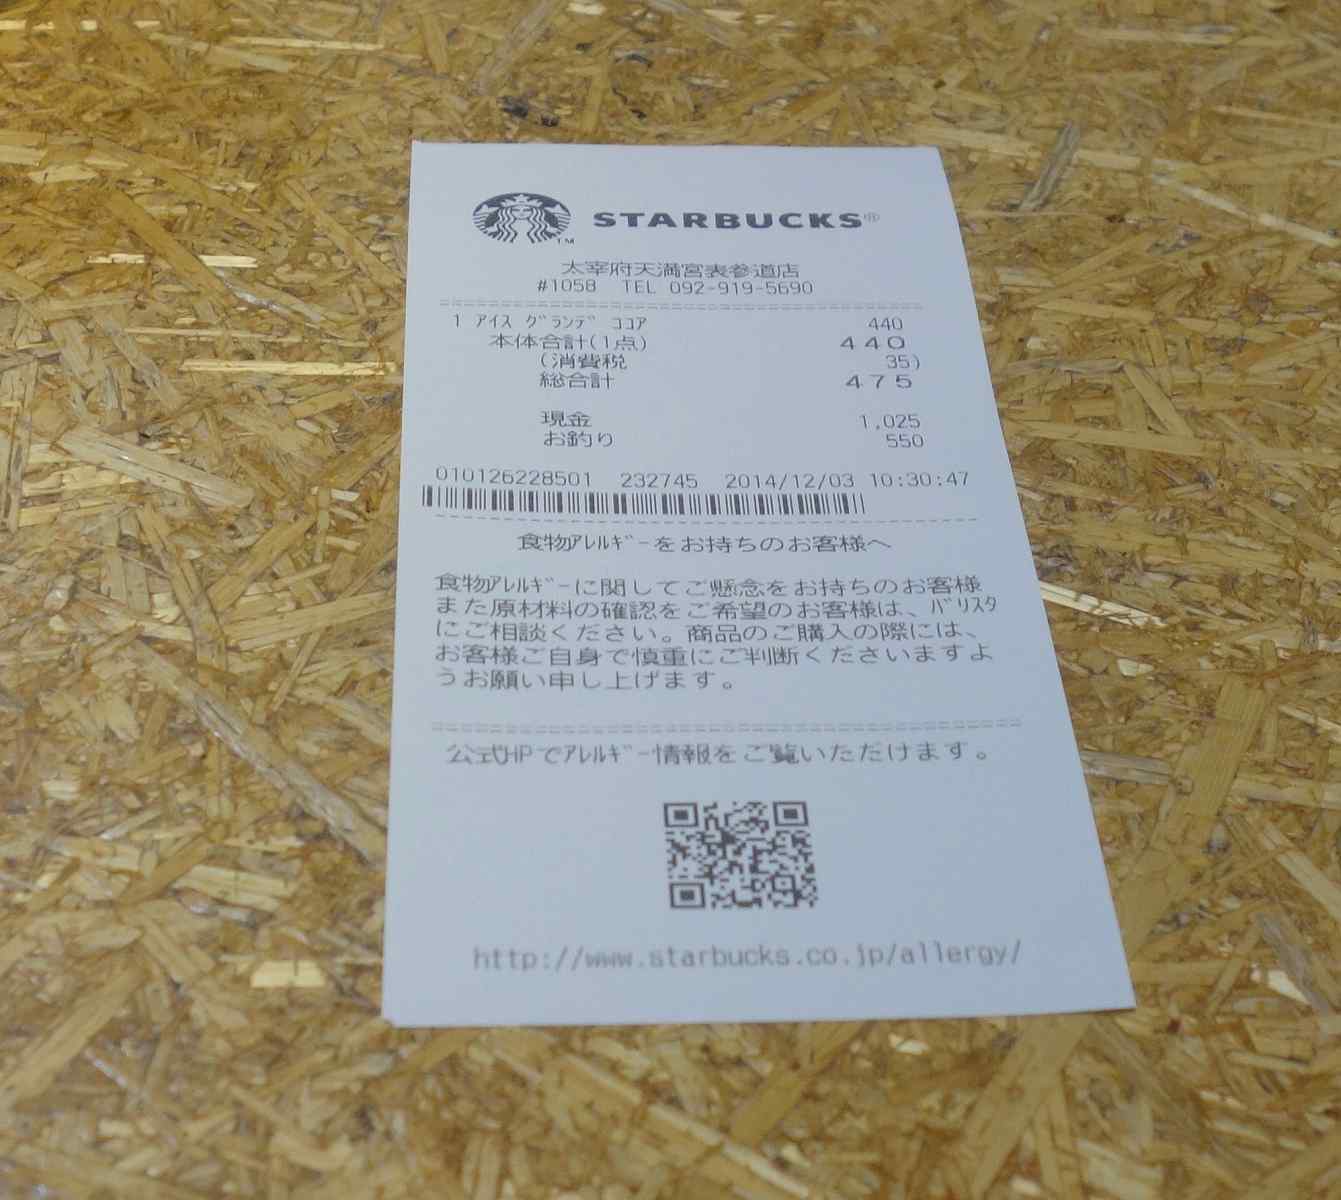 STARBUCKS®
TM
太宰府天満宮表参道店
#1058 TEL 092-919-5690
1 ｱｲｽ ｸﾞﾗﾝﾃﾞ ｺｺｱ 440
本体合計(1点) 440
(消費税 35)
総合計 475
現金 1,025
お釣り 550
010126228501 232745 2014/12/03 10:30:47
食物ｱﾚﾙｷﾞｰをお持ちのお客様へ
食物ｱﾚﾙｷﾞｰに関してご懸念をお持ちのお客様
また原材料の確認をご希望のお客様は、ﾊﾞﾘｽﾀ
にご相談ください。商品のご購入の際には、
お客様ご自身で慎重にご判断くださいますよ
うお願い申し上げます。
公式HPでｱﾚﾙｷﾞｰ情報をご覧いただけます。
http://www.starbucks.co.jp/allergy/